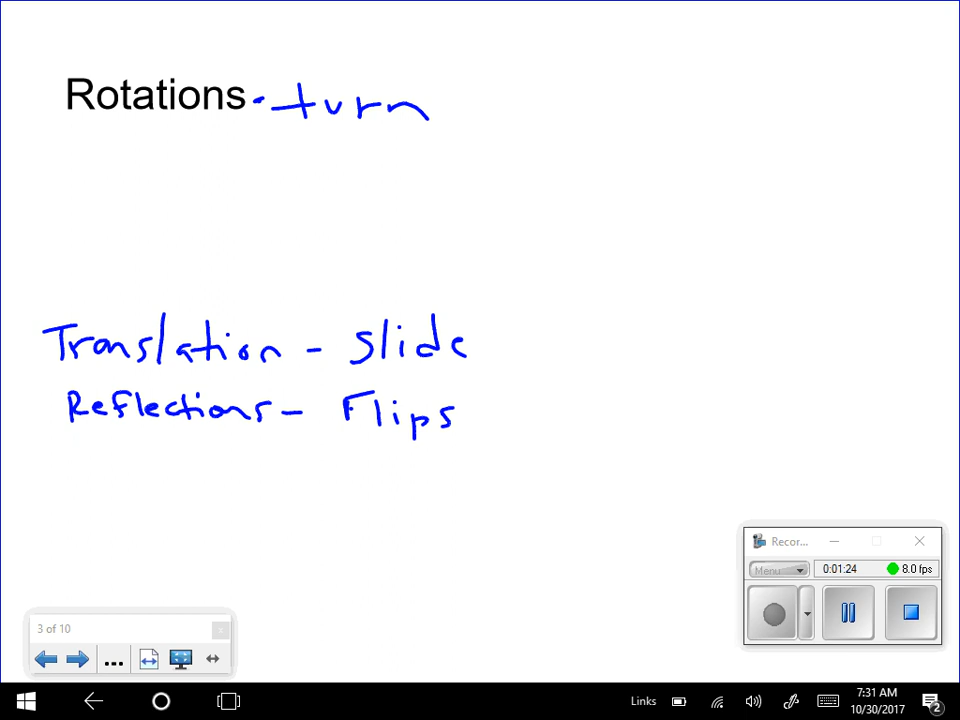 Rotations - turn
Translation - slide
Reflections - Flips
Recor...
Menu
0:01:24
8.0 fps
3 of 10
...
Links
7:31 AM
10/30/2017
2